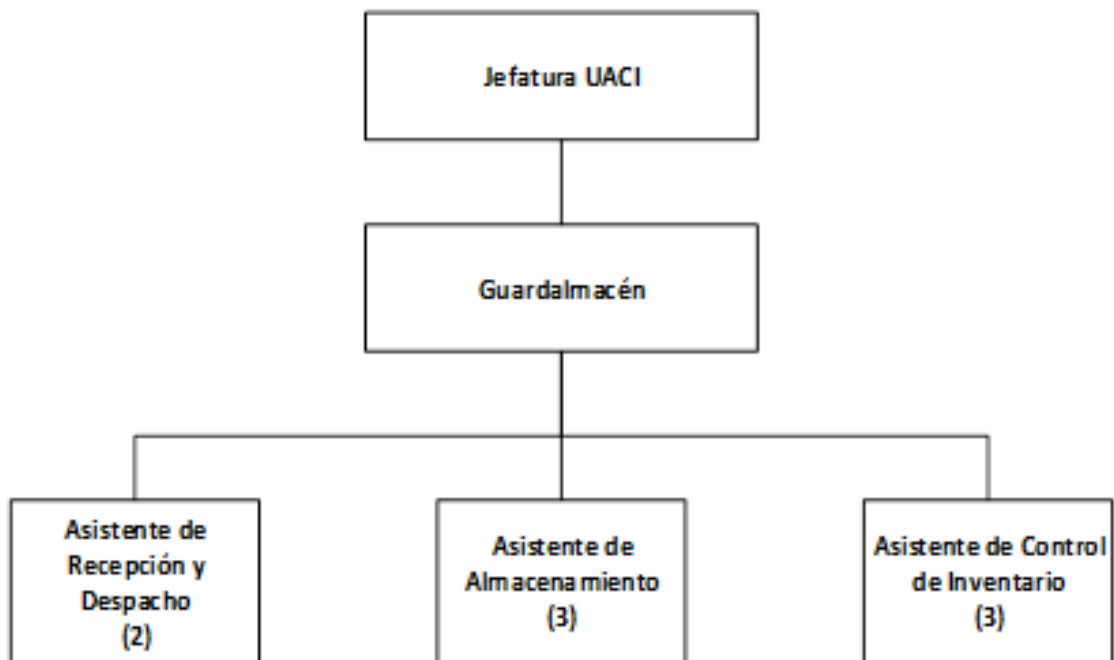 Jefatura UACI
Guardalmacén
Asistente de
Recepción y
Despacho
(2)
Asistente de
Almacenamiento
(3)
Asistente de Control
de Inventario
(3)